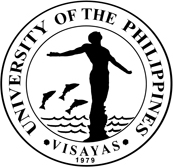 UNIVERSITY OF THE PHILIPPINES
• VISAYAS •
1979